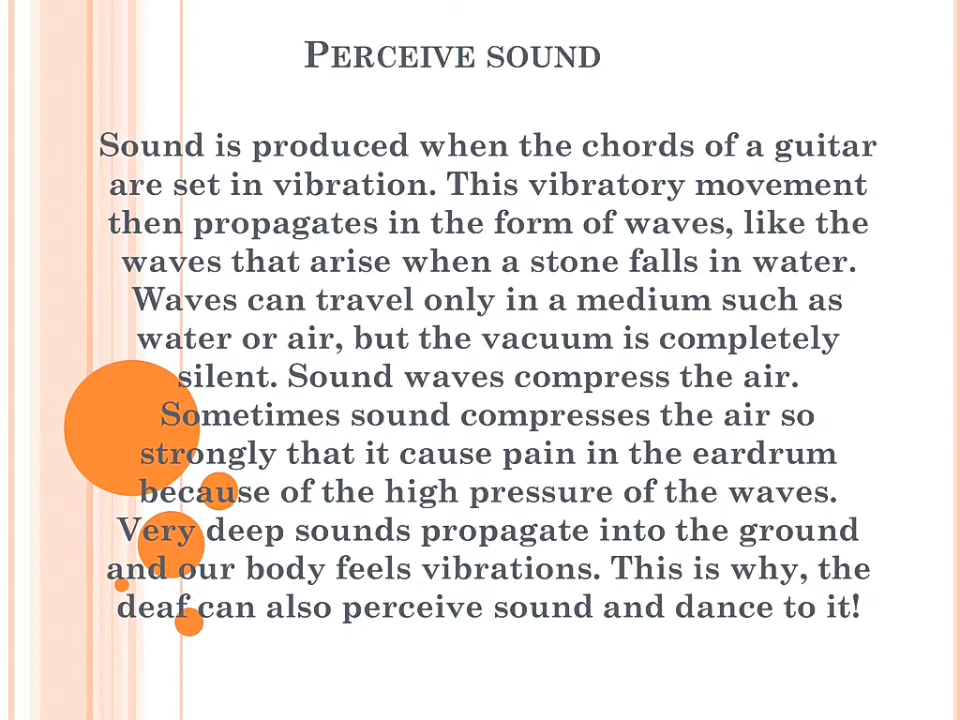 PERCEIVE SOUND
Sound is produced when the chords of a guitar
are set in vibration. This vibratory movement
then propagates in the form of waves, like the
waves that arise when a stone falls in water.
Waves can travel only in a medium such as
water or air, but the vacuum is completely
silent. Sound waves compress the air.
Sometimes sound compresses the air so
strongly that it cause pain in the eardrum
because of the high pressure of the waves.
Very deep sounds propagate into the ground
and our body feels vibrations. This is why, the
deaf can also perceive sound and dance to it!